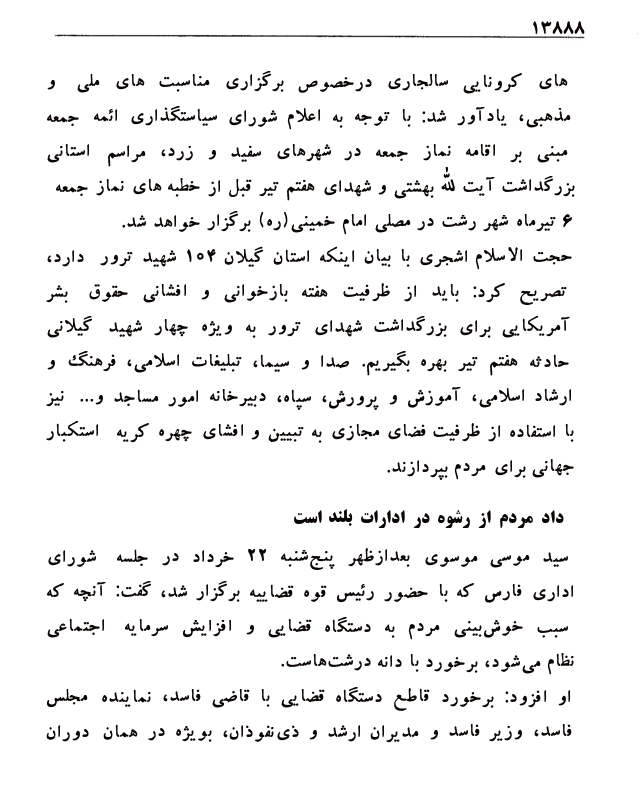 ۱۳۸۸۸
های کرونایی سالجاری درخصوص برگزاری مناسبت های ملی و
مذهبی، یادآور شد: با توجه به اعلام شورای سیاستگذاری ائمه جمعه
مبنی بر اقامه نماز جمعه در شهرهای سفید و زرد، مراسم استانی
بزرگداشت آیت الله بهشتی و شهدای هفتم تیر قبل از خطبه های نماز جمعه
۶ تیرماه شهر رشت در مصلی امام خمینی(ره) برگزار خواهد شد.
حجت الاسلام اشجری با بیان اینکه استان گیلان ۱۰۴ شهید ترور دارد،
تصریح کرد: باید از ظرفیت هفته بازخوانی و افشانی حقوق بشر
آمریکایی برای بزرگداشت شهدای ترور به ویژه چهار شهید گیلانی
حادثه هفتم تیر بهره بگیریم. صدا و سیما، تبلیغات اسلامی، فرهنگ و
ارشاد اسلامی، آموزش و پرورش، سپاه، دبیرخانه امور مساجد و... نیز
با استفاده از ظرفیت فضای مجازی به تبیین و افشای چهره کریه استکبار
جهانی برای مردم بپردازند.
داد مردم از رشوه در ادارات بلند است
سید موسی موسوی بعدازظهر پنج‌شنبه ۲۲ خرداد در جلسه شورای
اداری فارس که با حضور رئیس قوه قضاییه برگزار شد، گفت: آنچه که
سبب خوش‌بینی مردم به دستگاه قضایی و افزایش سرمایه اجتماعی
نظام می‌شود، برخورد با دانه درشت‌هاست.
او افزود: برخورد قاطع دستگاه قضایی با قاضی فاسد، نماینده مجلس
فاسد، وزیر فاسد و مدیران ارشد و ذی‌نفوذان، بویژه در همان دوران